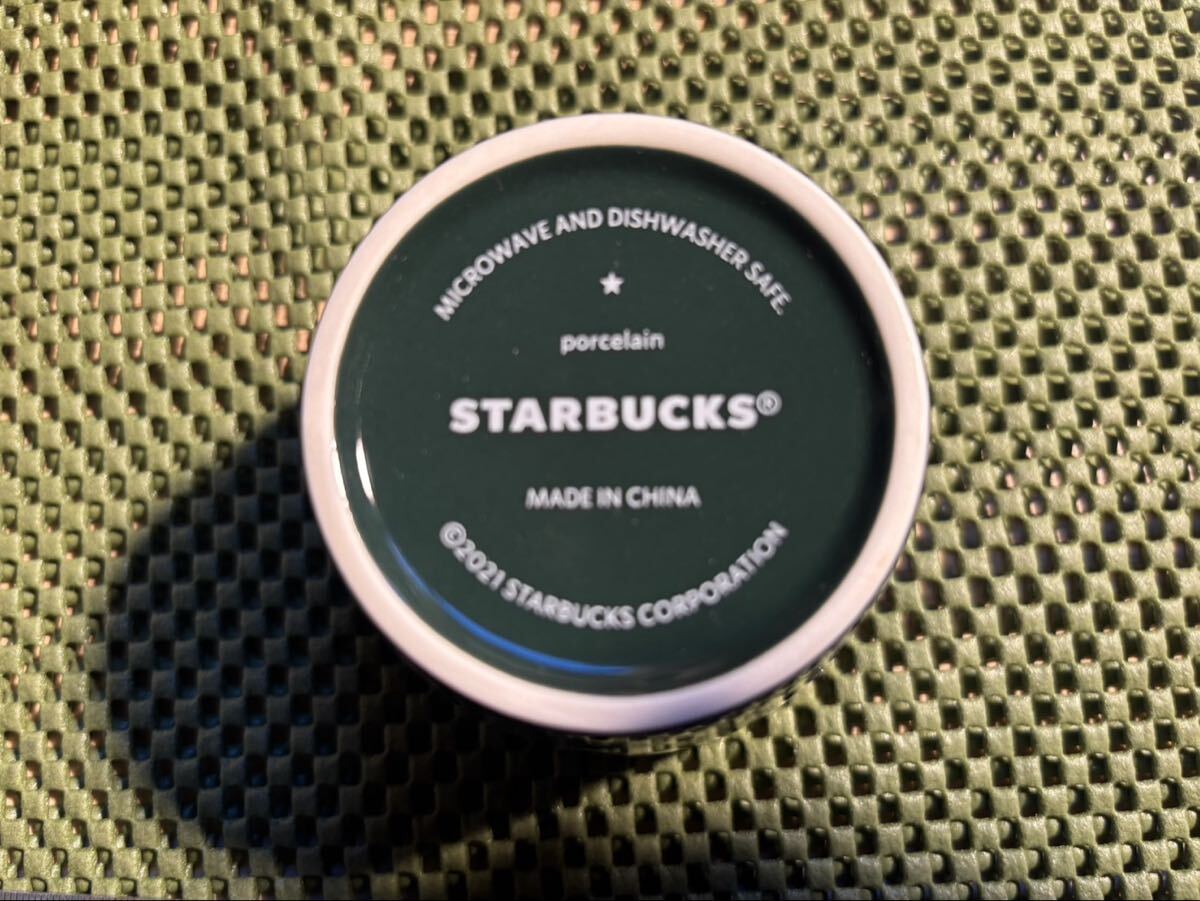 MICROWAVE AND DISHWASHER SAFE
porcelain
STARBUCKS®
MADE IN CHINA
©2021 STARBUCKS CORPORATION